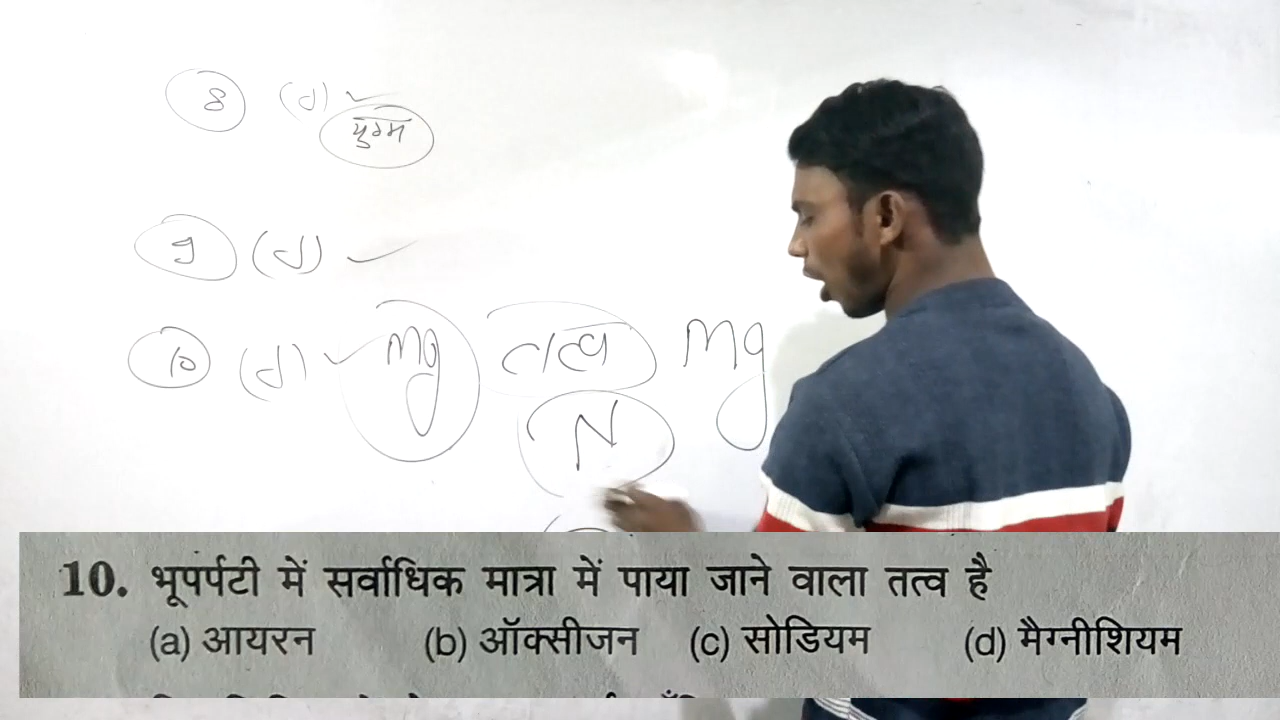 8 (d) ✓
युग्म
9 (d) ✓
10 (d) ✓ Mg तत्व Mg
N
10. भूपर्पटी में सर्वाधिक मात्रा में पाया जाने वाला तत्व है
(a) आयरन (b) ऑक्सीजन (c) सोडियम (d) मैग्नीशियम